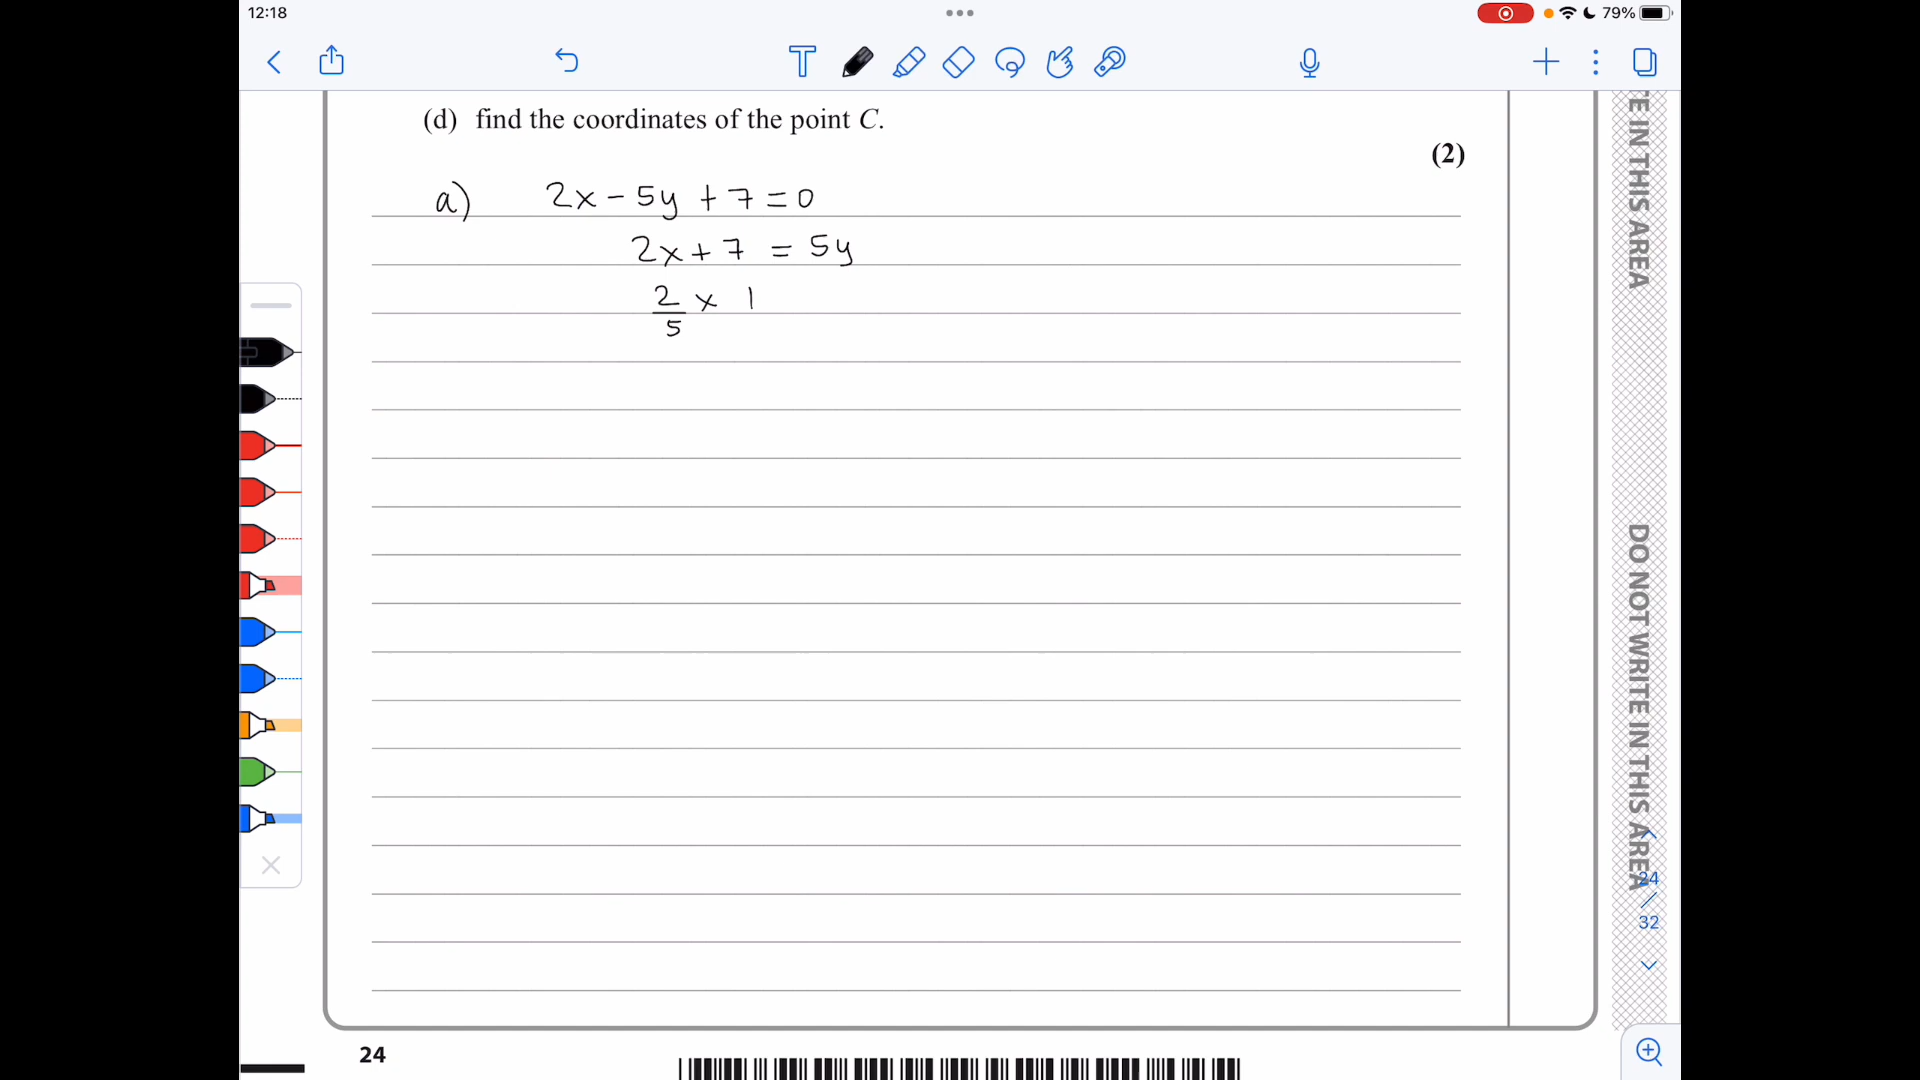 12:18
79%
(d) find the coordinates of the point C.
(2)
a) 2x - 5y + 7 = 0
2x + 7 = 5y
2/5 x 1
E IN THIS AREA
DO NOT WRITE IN THIS AREA
24
32
24